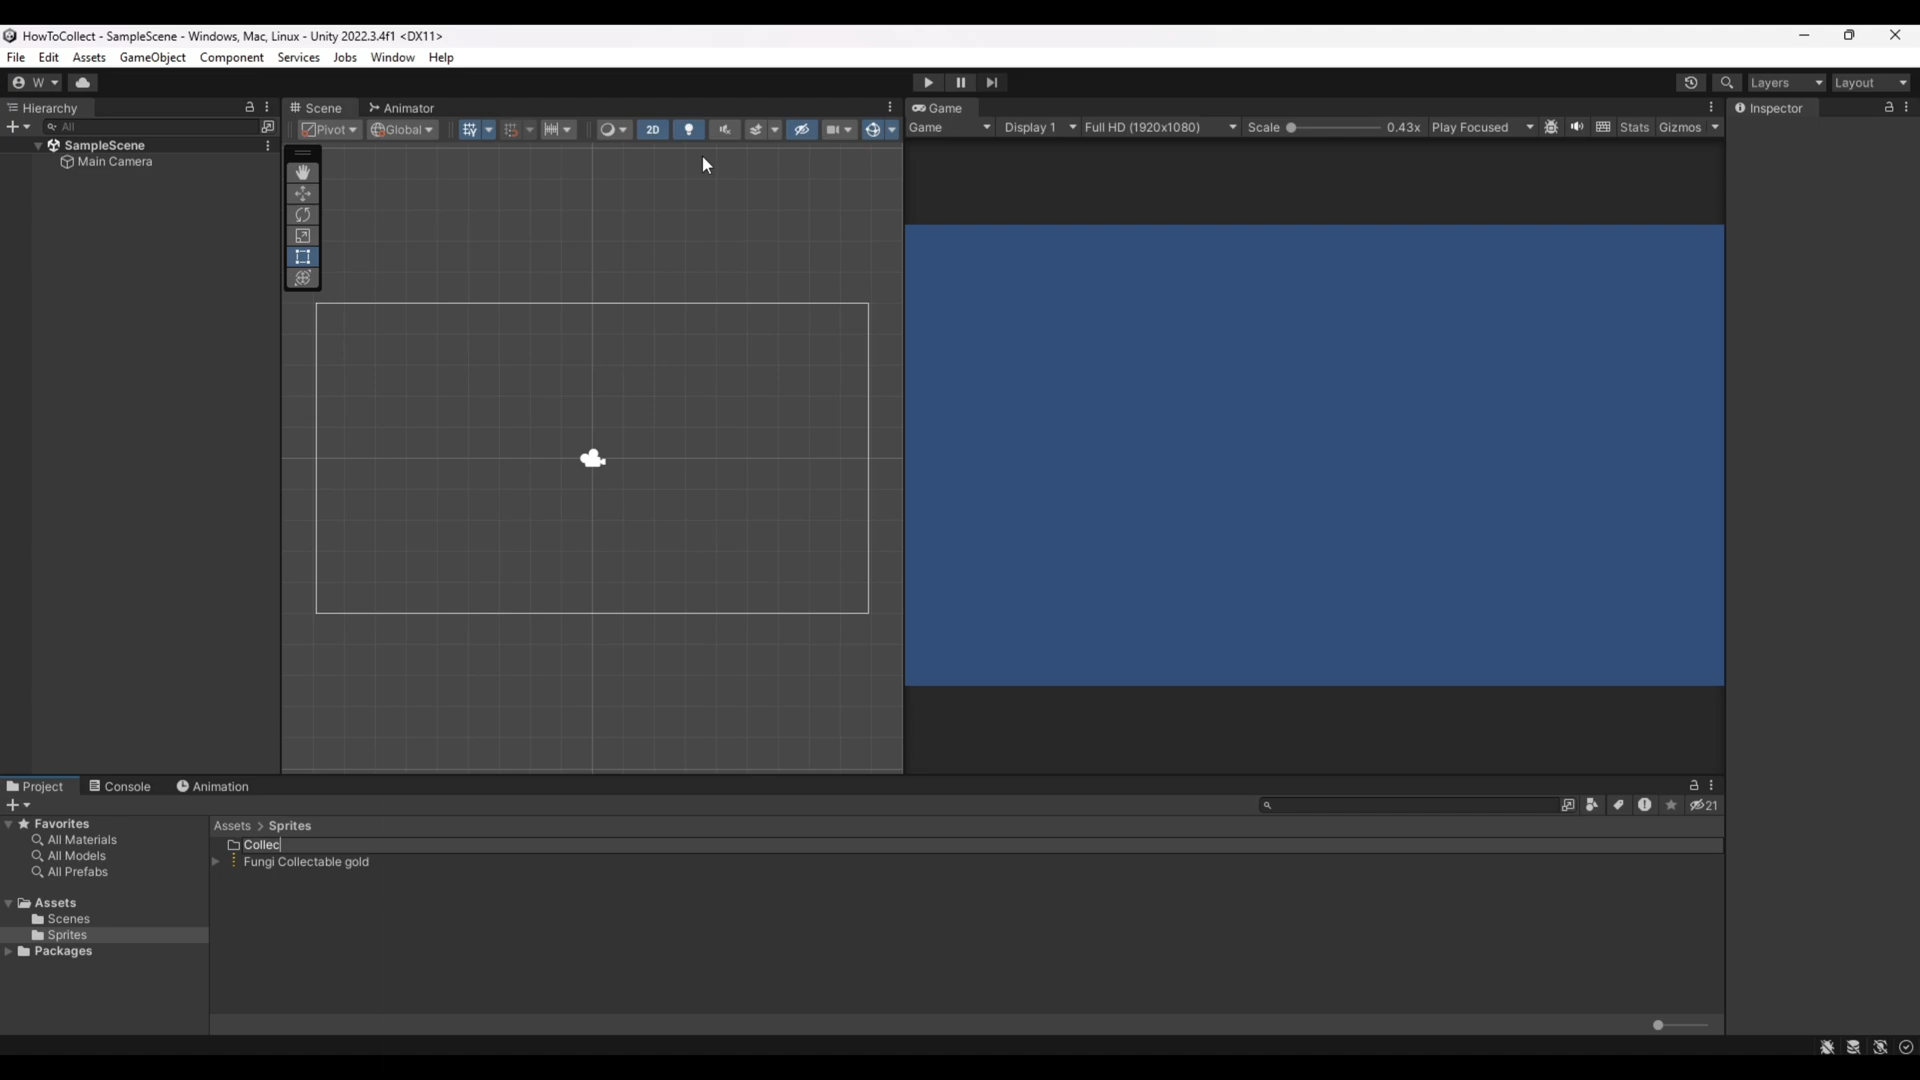 HowToCollect - SampleScene - Windows, Mac, Linux - Unity 2022.3.4f1 <DX11>
File Edit Assets GameObject Component Services Jobs Window Help
W Layers Layout
Hierarchy Scene Animator Game Inspector
All Pivot Global 2D Game Display 1 Full HD (1920x1080) Scale 0.43x Play Focused Stats Gizmos
SampleScene
Main Camera
Project Console Animation
21
Favorites
All Materials
All Models
All Prefabs
Assets
Scenes
Sprites
Packages
Assets > Sprites
Collec
Fungi Collectable gold